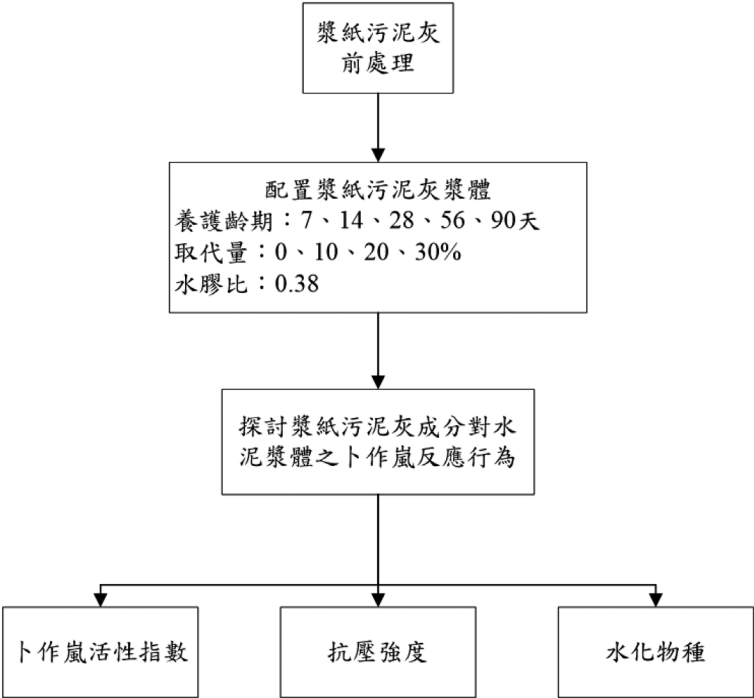 漿紙污泥灰
前處理
配置漿紙污泥灰漿體
養護齡期：7、14、28、56、90天
取代量：0、10、20、30%
水膠比：0.38
探討漿紙污泥灰成分對水
泥漿體之卜作嵐反應行為
卜作嵐活性指數
抗壓強度
水化物種